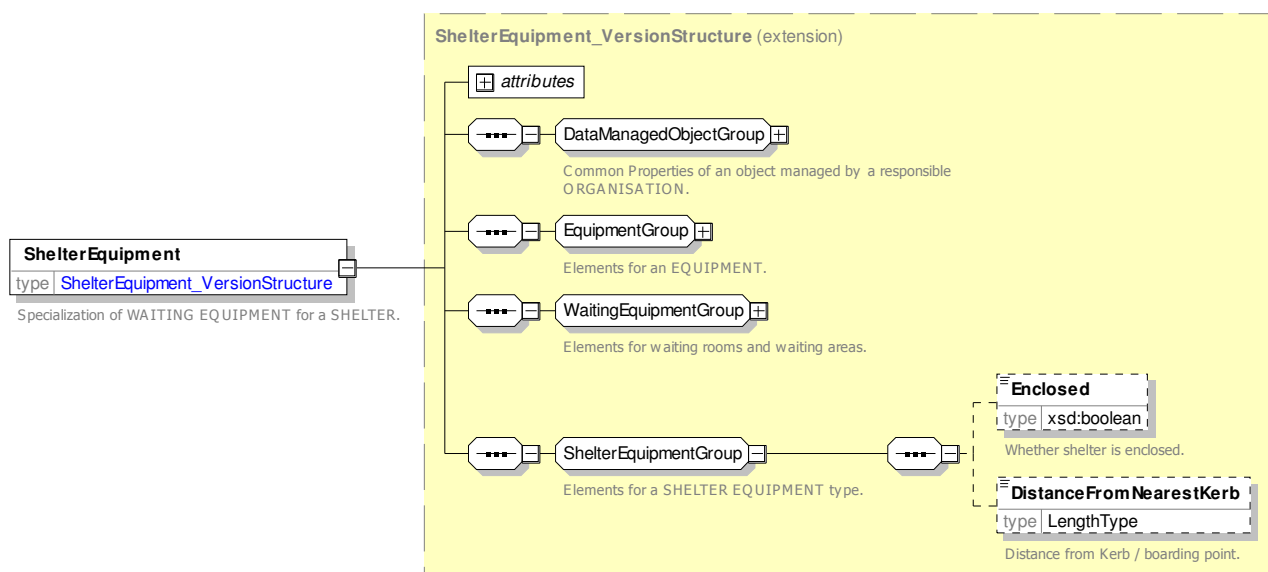 ShelterEquipment_VersionStructure (extension)
attributes
DataManagedObjectGroup
Common Properties of an object managed by a responsible
ORGANISATION.
EquipmentGroup
Elements for an EQUIPMENT.
ShelterEquipment
type ShelterEquipment_VersionStructure
Specialization of WAITING EQUIPMENT for a SHELTER.
WaitingEquipmentGroup
Elements for waiting rooms and waiting areas.
ShelterEquipmentGroup
Elements for a SHELTER EQUIPMENT type.
Enclosed
type xsd:boolean
Whether shelter is enclosed.
DistanceFromNearestKerb
type LengthType
Distance from Kerb / boarding point.